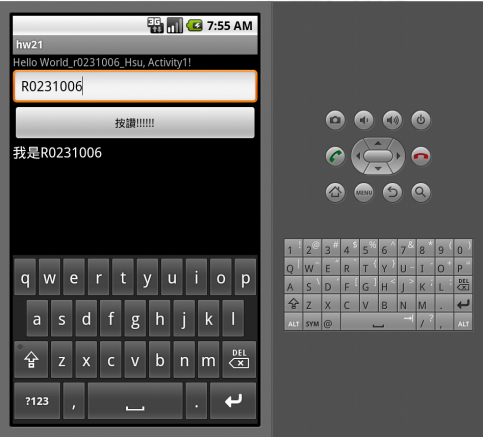 3G 7:55 AM
hw21
Hello World_r0231006_Hsu, Activity1!
R0231006
按讚!!!!!!
我是R0231006
q w e r t y u i o p
a s d f g h j k l
z x c v b n m DEL
?123 , .
MENU
1 ! 2 @ 3 # 4 $ 5 % 6 ^ 7 & 8 * 9 ( 0 )
Q | W ~ E " R ` T { Y } U _ I - O + P =
A S \ D ' F [ G ] H < J > K ; L : DEL
Z X C V B N M .
ALT SYM @ / ? , ALT